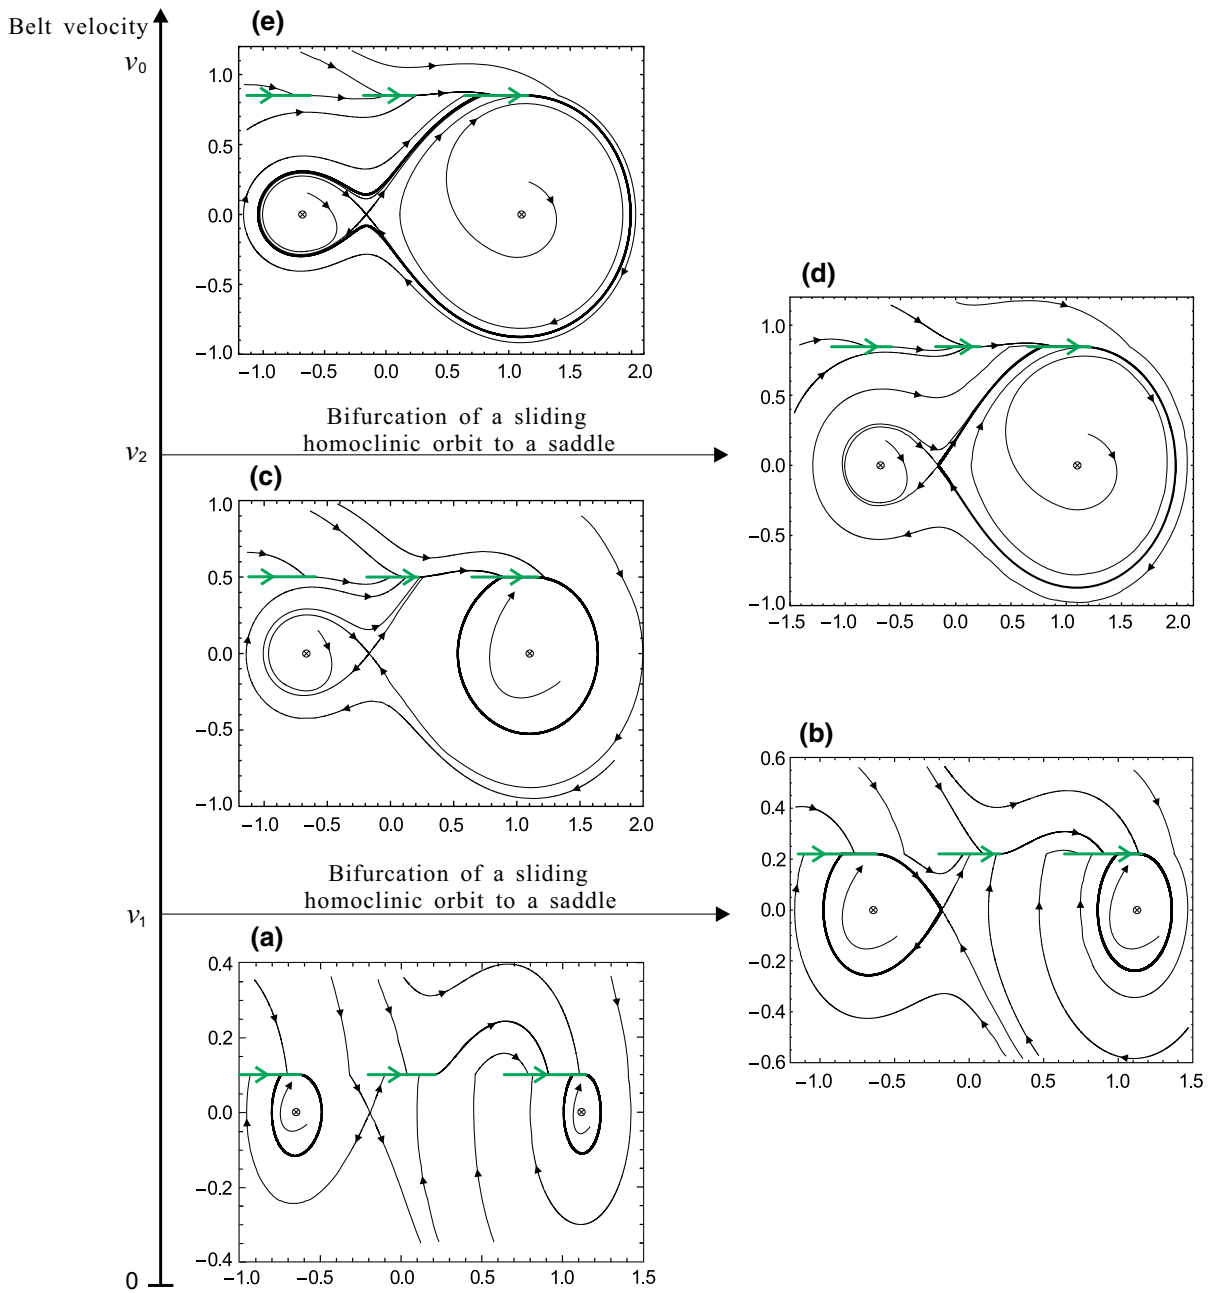 Belt velocity
v0
(e)
1.0
0.5
0.0
−0.5
−1.0
−1.0 −0.5 0.0 0.5 1.0 1.5 2.0
Bifurcation of a sliding
homoclinic orbit to a saddle
v2
(d)
1.0
0.5
0.0
−0.5
−1.0
−1.5 −1.0 −0.5 0.0 0.5 1.0 1.5 2.0
(c)
1.0
0.5
0.0
−0.5
−1.0
−1.0 −0.5 0.0 0.5 1.0 1.5 2.0
Bifurcation of a sliding
homoclinic orbit to a saddle
v1
(b)
0.6
0.4
0.2
0.0
−0.2
−0.4
−0.6
−1.0 −0.5 0.0 0.5 1.0 1.5
(a)
0.4
0.2
0.0
−0.2
−0.4
−1.0 −0.5 0.0 0.5 1.0 1.5
0